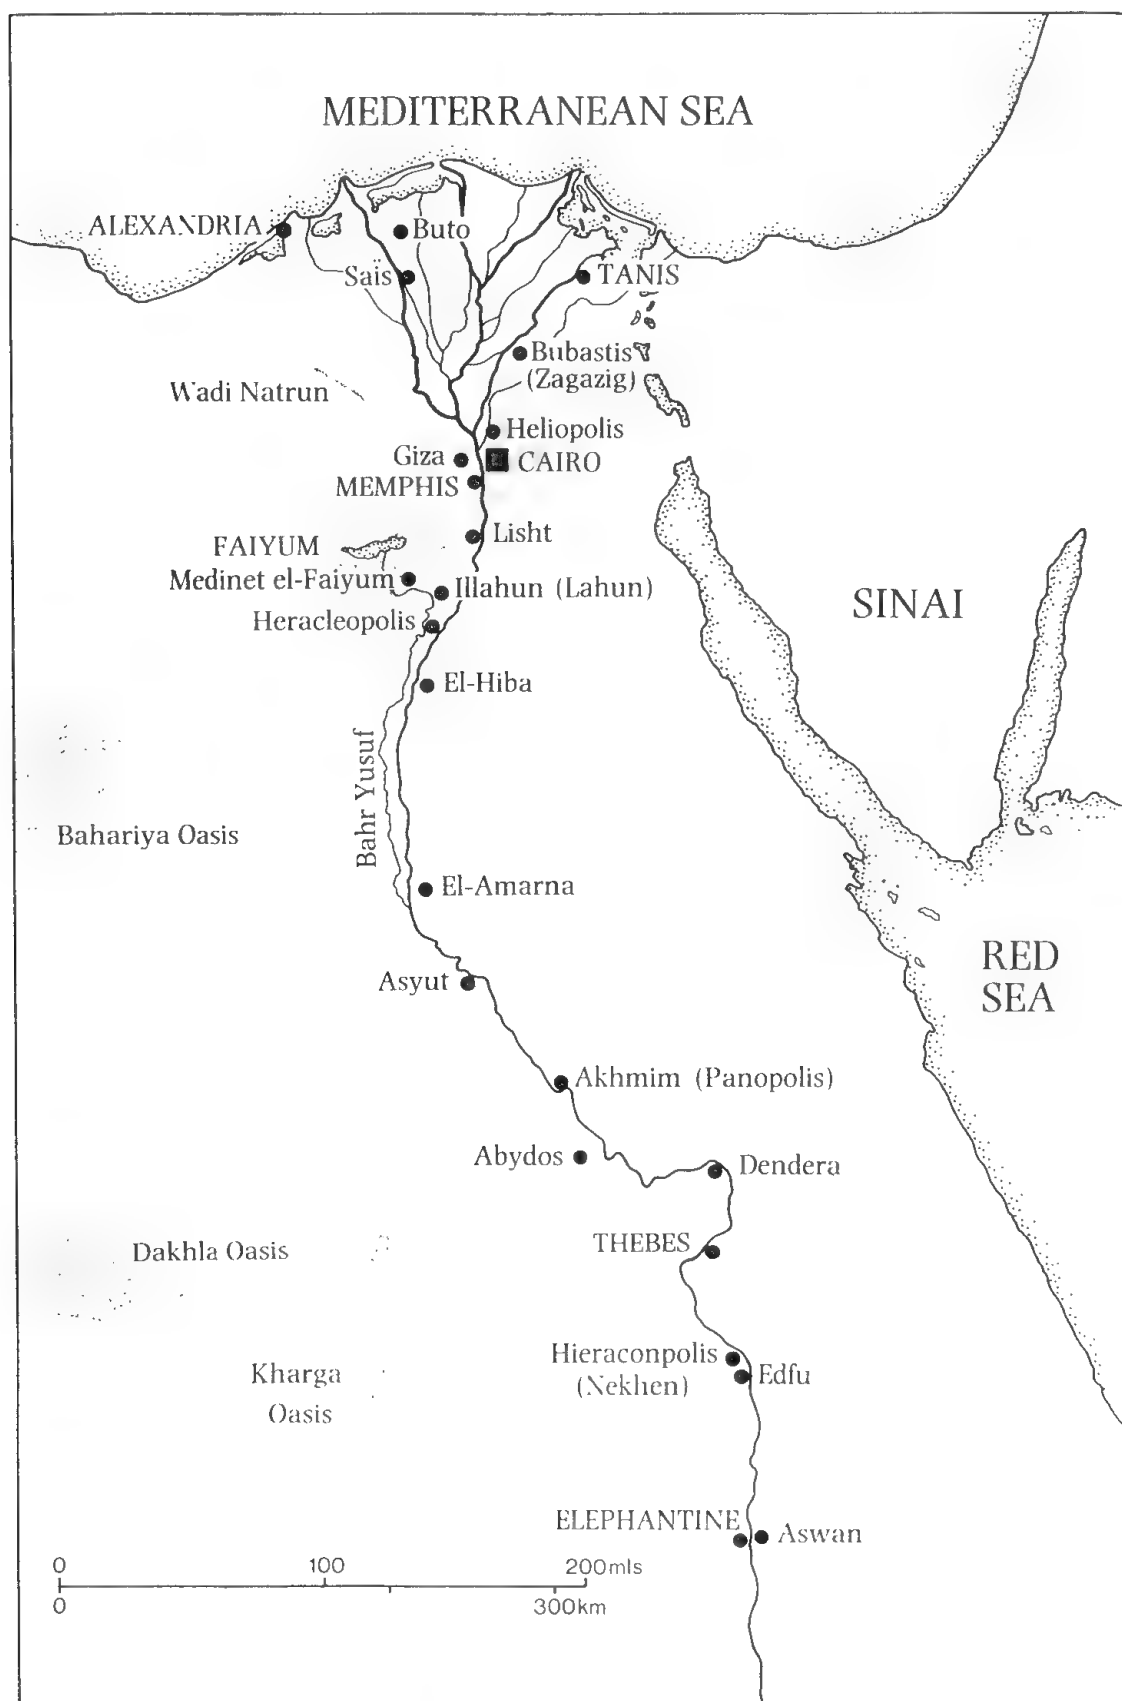 MEDITERRANEAN SEA
ALEXANDRIA
Buto
Saïs
TANIS
Bubastis
(Zagazig)
Wadi Natrun
Heliopolis
Giza
CAIRO
MEMPHIS
Lisht
FAIYUM
Medinet el-Faiyum
Illahun (Lahun)
SINAI
Heracleopolis
El-Hiba
Bahr Yusuf
Bahariya Oasis
El-Amarna
RED
SEA
Asyut
Akhmim (Panopolis)
Abydos
Dendera
THEBES
Dakhla Oasis
Hieraconpolis
(Nekhen)
Edfu
Kharga
Oasis
ELEPHANTINE
Aswan
0 100 200mls
0 300km